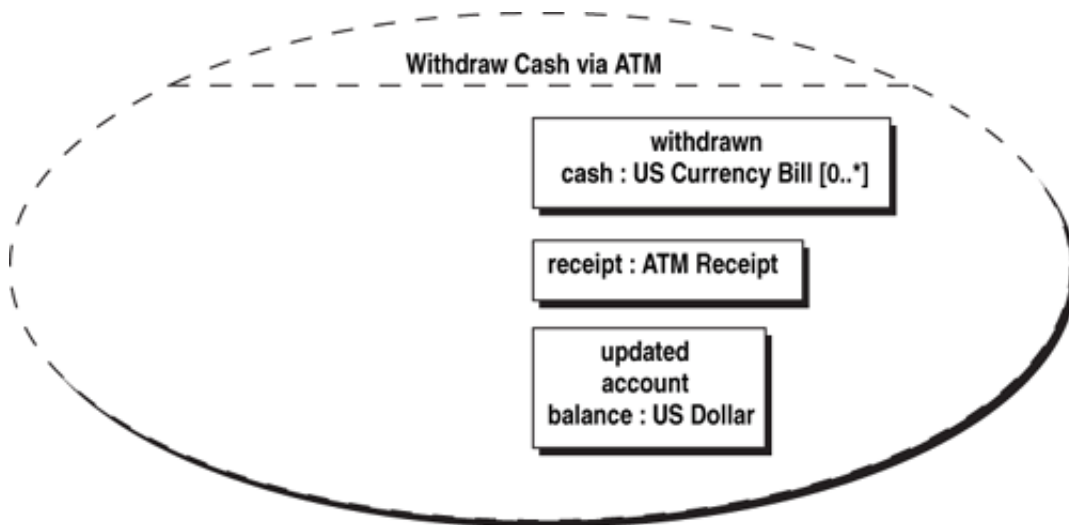 Withdraw Cash via ATM
withdrawn
cash : US Currency Bill [0..*]
receipt : ATM Receipt
updated
account
balance : US Dollar